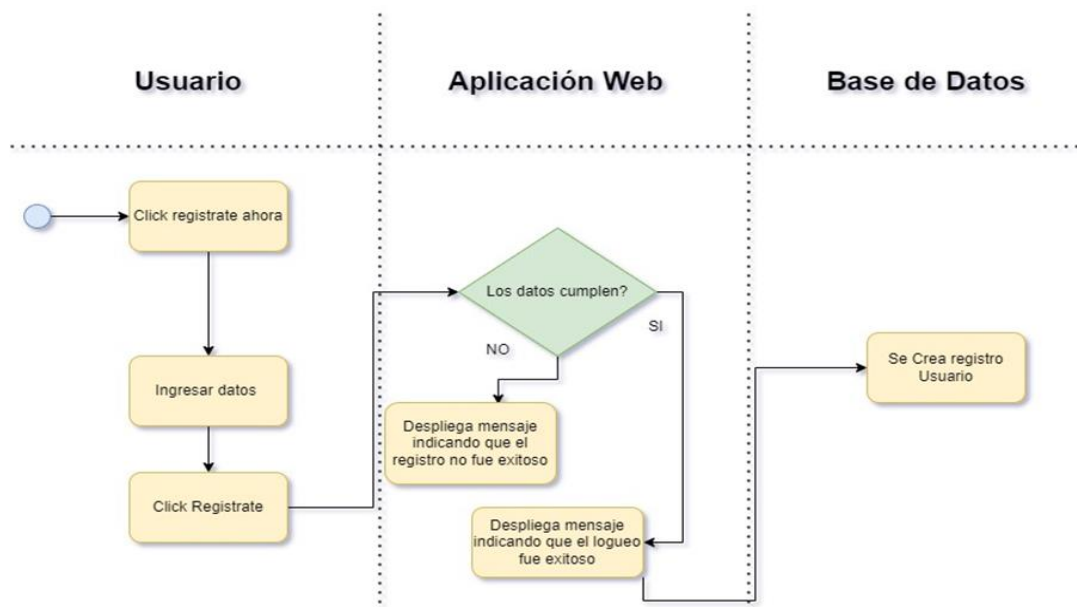 Usuario
Aplicación Web
Base de Datos
Click registrate ahora
Los datos cumplen?
SI
NO
Se Crea registro
Usuario
Ingresar datos
Despliega mensaje
indicando que el
registro no fue exitoso
Click Registrate
Despliega mensaje
indicando que el logueo
fue exitoso